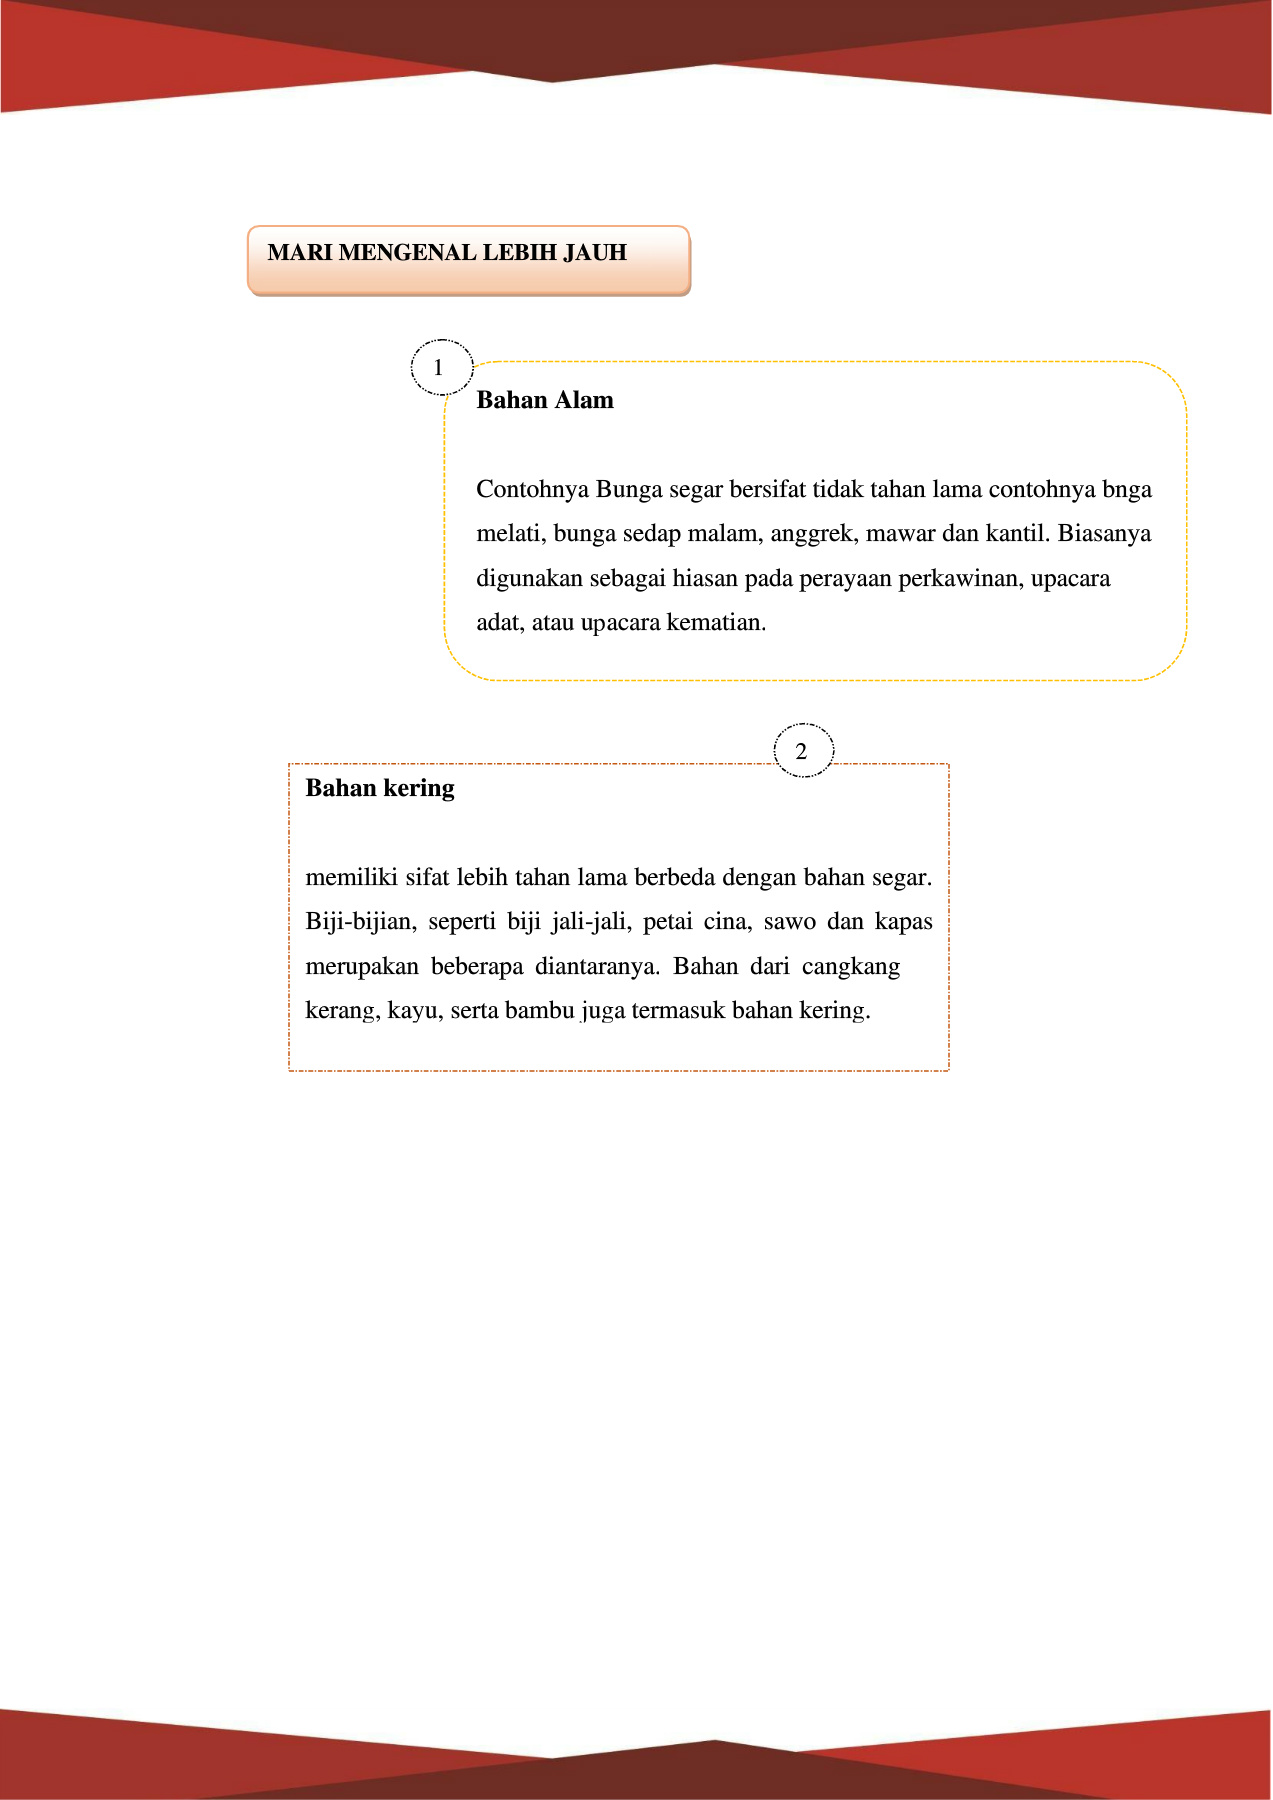 MARI MENGENAL LEBIH JAUH
1
Bahan Alam
Contohnya Bunga segar bersifat tidak tahan lama contohnya bnga
melati, bunga sedap malam, anggrek, mawar dan kantil. Biasanya
digunakan sebagai hiasan pada perayaan perkawinan, upacara
adat, atau upacara kematian.
2
Bahan kering
memiliki sifat lebih tahan lama berbeda dengan bahan segar.
Biji-bijian, seperti biji jali-jali, petai cina, sawo dan kapas
merupakan beberapa diantaranya. Bahan dari cangkang
kerang, kayu, serta bambu juga termasuk bahan kering.